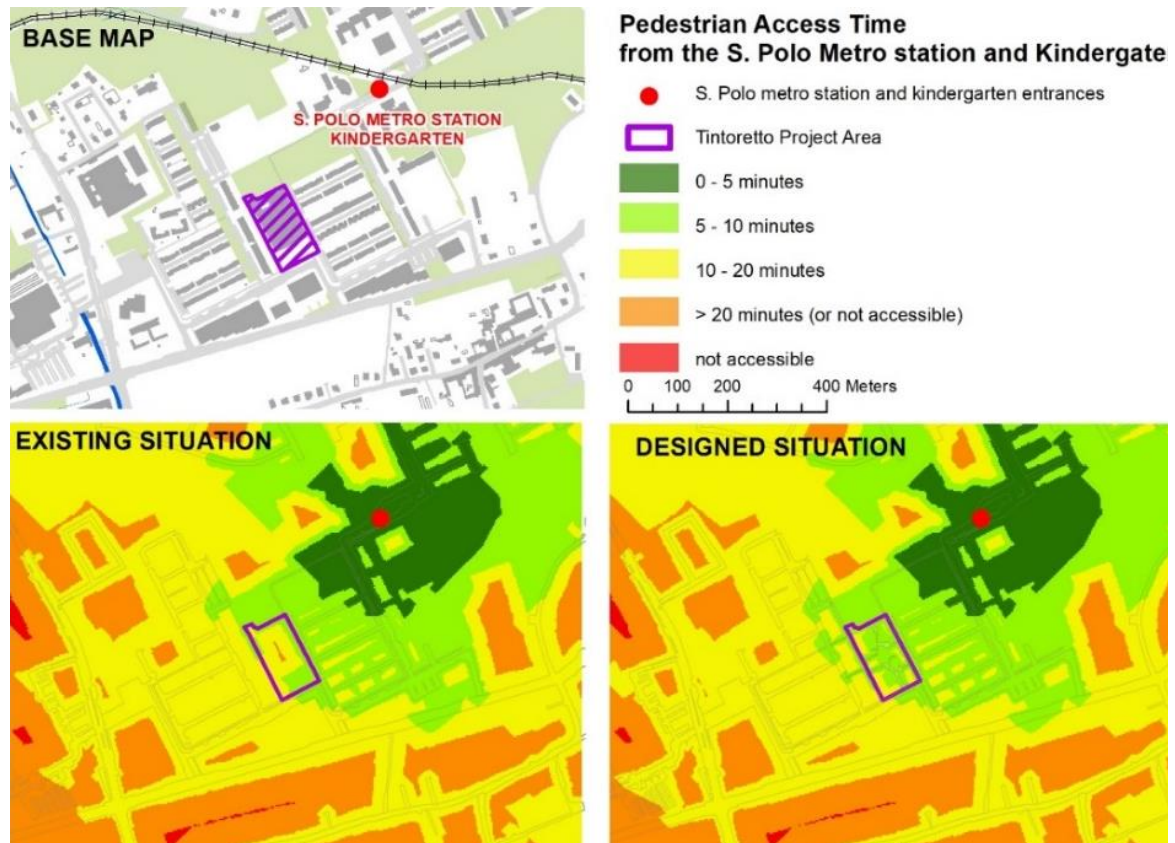 BASE MAP
S. POLO METRO STATION
KINDERGARTEN
Pedestrian Access Time
from the S. Polo Metro station and Kindergate
S. Polo metro station and kindergarten entrances
Tintoretto Project Area
0 - 5 minutes
5 - 10 minutes
10 - 20 minutes
> 20 minutes (or not accessible)
not accessible
0 100 200 400 Meters
EXISTING SITUATION
DESIGNED SITUATION